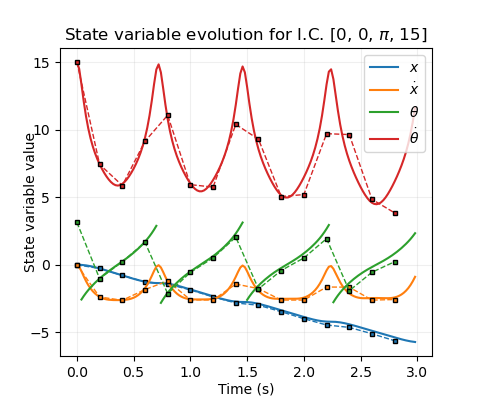 State variable evolution for I.C. [0, 0, π, 15]
State variable value
15
10
5
0
−5
x
ẋ
θ
θ̇
0.0 0.5 1.0 1.5 2.0 2.5 3.0
Time (s)